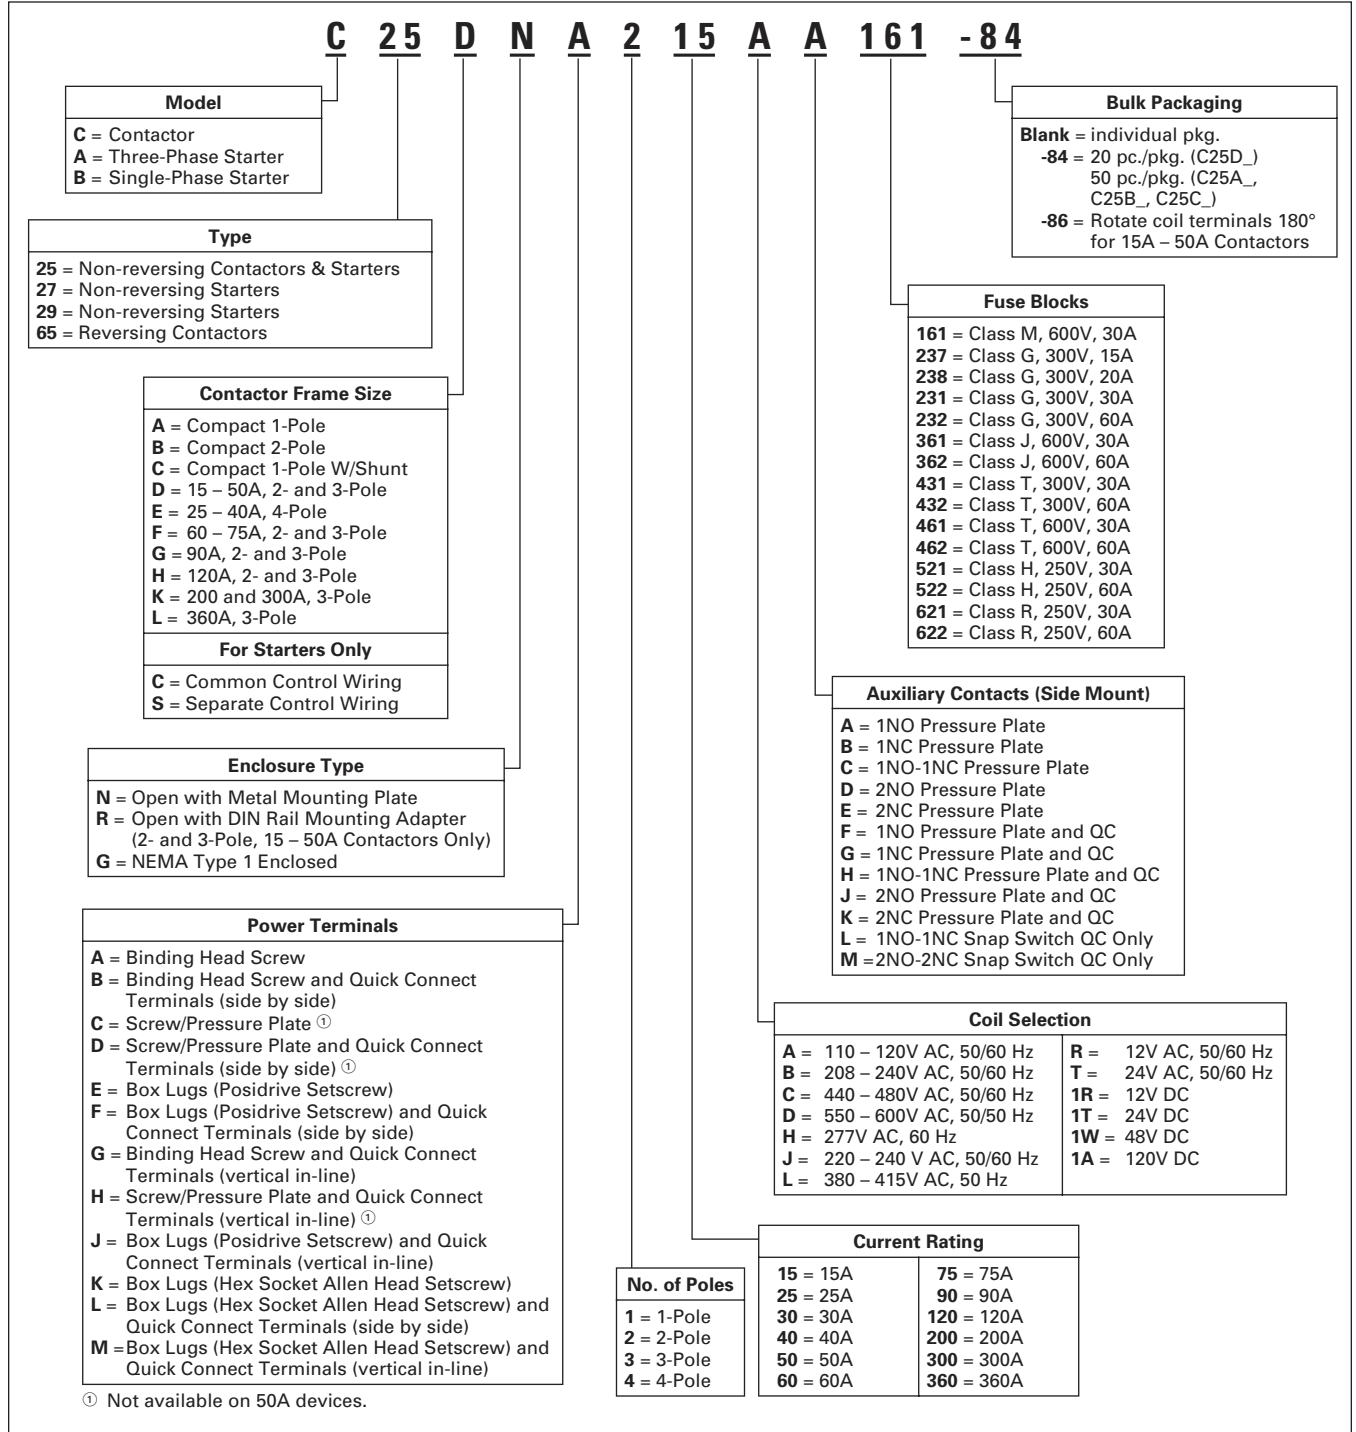 C 25 D N A 2 15 A A 161 -84
Model
C = Contactor
A = Three-Phase Starter
B = Single-Phase Starter
Bulk Packaging
Blank = individual pkg.
-84 = 20 pc./pkg. (C25D_)
50 pc./pkg. (C25A_,
C25B_, C25C_)
-86 = Rotate coil terminals 180°
for 15A – 50A Contactors
Type
25 = Non-reversing Contactors & Starters
27 = Non-reversing Starters
29 = Non-reversing Starters
65 = Reversing Contactors
Fuse Blocks
161 = Class M, 600V, 30A
237 = Class G, 300V, 15A
238 = Class G, 300V, 20A
231 = Class G, 300V, 30A
232 = Class G, 300V, 60A
361 = Class J, 600V, 30A
362 = Class J, 600V, 60A
431 = Class T, 300V, 30A
432 = Class T, 300V, 60A
461 = Class T, 600V, 30A
462 = Class T, 600V, 60A
521 = Class H, 250V, 30A
522 = Class H, 250V, 60A
621 = Class R, 250V, 30A
622 = Class R, 250V, 60A
Contactor Frame Size
A = Compact 1-Pole
B = Compact 2-Pole
C = Compact 1-Pole W/Shunt
D = 15 – 50A, 2- and 3-Pole
E = 25 – 40A, 4-Pole
F = 60 – 75A, 2- and 3-Pole
G = 90A, 2- and 3-Pole
H = 120A, 2- and 3-Pole
K = 200 and 300A, 3-Pole
L = 360A, 3-Pole
For Starters Only
C = Common Control Wiring
S = Separate Control Wiring
Auxiliary Contacts (Side Mount)
A = 1NO Pressure Plate
B = 1NC Pressure Plate
C = 1NO-1NC Pressure Plate
D = 2NO Pressure Plate
E = 2NC Pressure Plate
F = 1NO Pressure Plate and QC
G = 1NC Pressure Plate and QC
H = 1NO-1NC Pressure Plate and QC
J = 2NO Pressure Plate and QC
K = 2NC Pressure Plate and QC
L = 1NO-1NC Snap Switch QC Only
M =2NO-2NC Snap Switch QC Only
Enclosure Type
N = Open with Metal Mounting Plate
R = Open with DIN Rail Mounting Adapter
(2- and 3-Pole, 15 – 50A Contactors Only)
G = NEMA Type 1 Enclosed
Power Terminals
A = Binding Head Screw
B = Binding Head Screw and Quick Connect
Terminals (side by side)
C = Screw/Pressure Plate ①
D = Screw/Pressure Plate and Quick Connect
Terminals (side by side) ①
E = Box Lugs (Posidrive Setscrew)
F = Box Lugs (Posidrive Setscrew) and Quick
Connect Terminals (side by side)
G = Binding Head Screw and Quick Connect
Terminals (vertical in-line)
H = Screw/Pressure Plate and Quick Connect
Terminals (vertical in-line) ①
J = Box Lugs (Posidrive Setscrew) and Quick
Connect Terminals (vertical in-line)
K = Box Lugs (Hex Socket Allen Head Setscrew)
L = Box Lugs (Hex Socket Allen Head Setscrew) and
Quick Connect Terminals (side by side)
M =Box Lugs (Hex Socket Allen Head Setscrew) and
Quick Connect Terminals (vertical in-line)
① Not available on 50A devices.
Coil Selection
A = 110 – 120V AC, 50/60 Hz
B = 208 – 240V AC, 50/60 Hz
C = 440 – 480V AC, 50/60 Hz
D = 550 – 600V AC, 50/50 Hz
H = 277V AC, 60 Hz
J = 220 – 240 V AC, 50/60 Hz
L = 380 – 415V AC, 50 Hz
R = 12V AC, 50/60 Hz
T = 24V AC, 50/60 Hz
1R = 12V DC
1T = 24V DC
1W = 48V DC
1A = 120V DC
No. of Poles
1 = 1-Pole
2 = 2-Pole
3 = 3-Pole
4 = 4-Pole
Current Rating
15 = 15A
25 = 25A
30 = 30A
40 = 40A
50 = 50A
60 = 60A
75 = 75A
90 = 90A
120 = 120A
200 = 200A
300 = 300A
360 = 360A